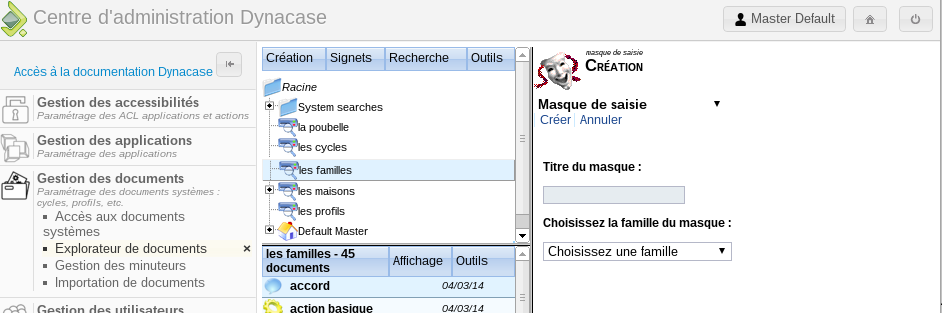 Centre d'administration Dynacase
Master Default
Accès à la documentation Dynacase
Gestion des accessibilités
Paramétrage des ACL applications et actions
Gestion des applications
Paramétrage des applications
Gestion des documents
Paramétrage des documents systèmes :
cycles, profils, etc.
Accès aux documents
systèmes
Explorateur de documents ×
Gestion des minuteurs
Importation de documents
Gestion des utilisateurs
Création Signets Recherche Outils
Racine
System searches
la poubelle
les cycles
les familles
les maisons
les profils
Default Master
les familles - 45
documents
Affichage Outils
accord 04/03/14
action basique 04/03/14
masque de saisie
CRÉATION
Masque de saisie
Créer Annuler
Titre du masque :
Choisissez la famille du masque :
Choisissez une famille